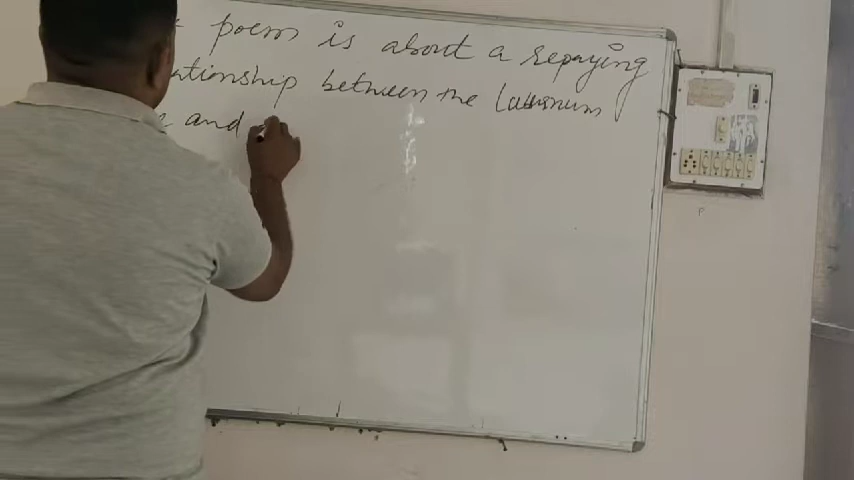 poem is about a repaying
ationship between the Laburnum
and